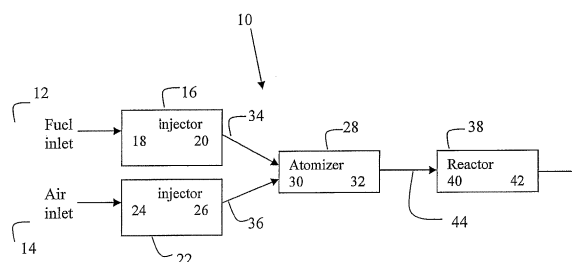 10
12
16
Fuel inlet
injector
18 20
34
28
38
Atomizer
30 32
Reactor
40 42
Air inlet
injector
24 26
36
44
14
22